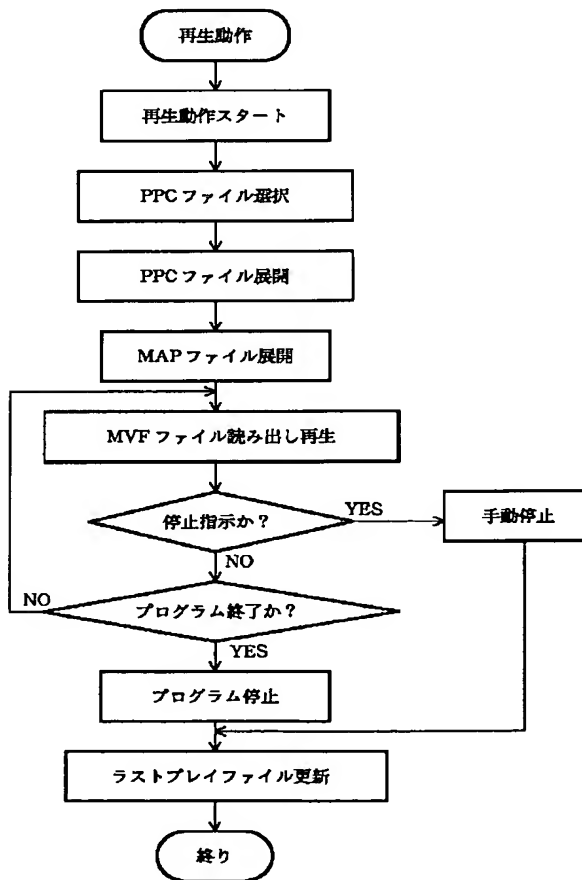 再生動作
再生動作スタート
PPCファイル選択
PPCファイル展開
MAPファイル展開
MVFファイル読み出し再生
停止指示か?
YES
手動停止
NO
プログラム終了か?
NO
YES
プログラム停止
ラストプレイファイル更新
終り